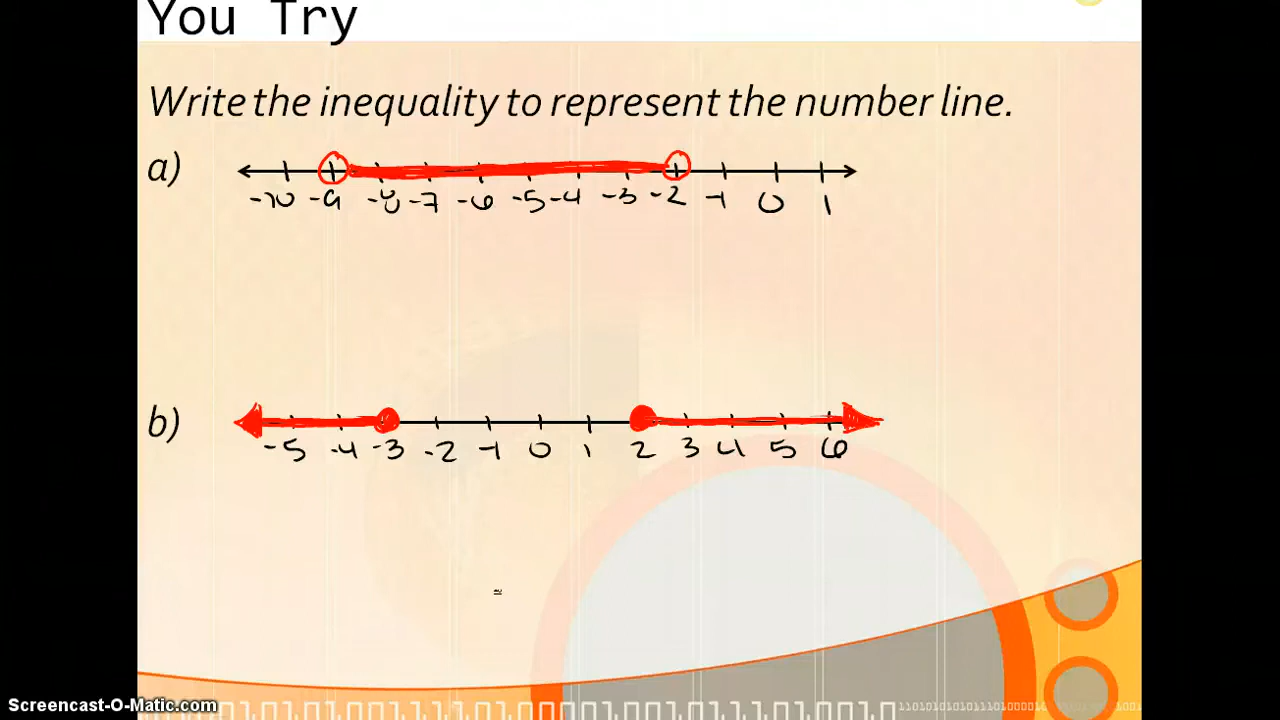 You Try
Write the inequality to represent the number line.
a)
-10 -9 -8 -7 -6 -5 -4 -3 -2 -1 0 1
b)
-5 -4 -3 -2 -1 0 1 2 3 4 5 6
Screencast-O-Matic.com